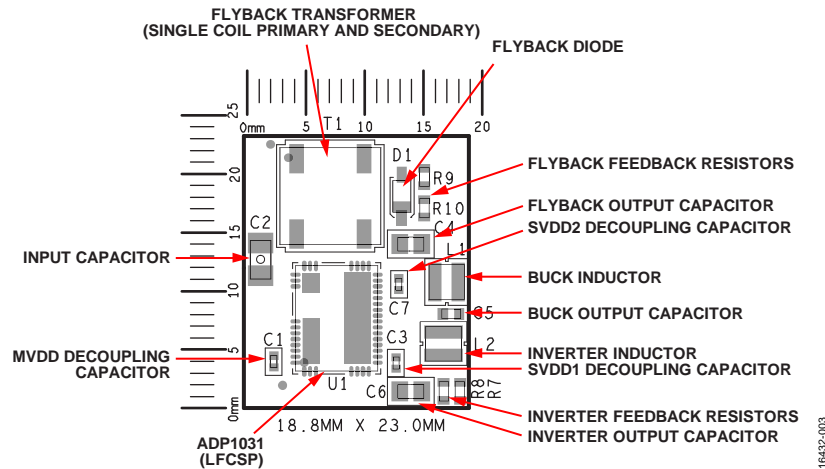 FLYBACK TRANSFORMER
(SINGLE COIL PRIMARY AND SECONDARY)
FLYBACK DIODE
25
20
15
10
5
0mm
0mm
5
10
15
20
T1
D1
R9
R10
C2
C4
L1
C7
C5
C1
C3
L2
U1
C6
R8
R7
FLYBACK FEEDBACK RESISTORS
FLYBACK OUTPUT CAPACITOR
SVDD2 DECOUPLING CAPACITOR
INPUT CAPACITOR
BUCK INDUCTOR
BUCK OUTPUT CAPACITOR
MVDD DECOUPLING
CAPACITOR
INVERTER INDUCTOR
SVDD1 DECOUPLING CAPACITOR
INVERTER FEEDBACK RESISTORS
INVERTER OUTPUT CAPACITOR
18.8MM X 23.0MM
ADP1031
(LFCSP)
16432-003